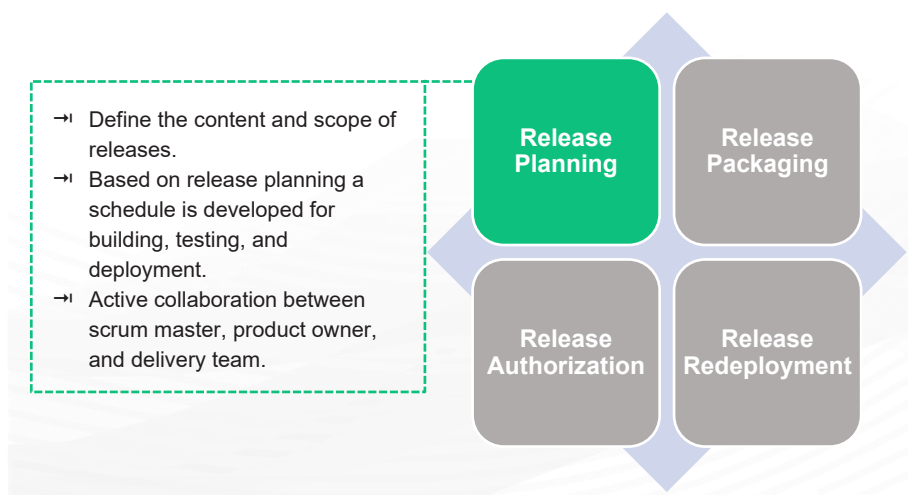 →ı Define the content and scope of
releases.
→ı Based on release planning a
schedule is developed for
building, testing, and
deployment.
→ı Active collaboration between
scrum master, product owner,
and delivery team.
Release
Planning
Release
Packaging
Release
Authorization
Release
Redeployment